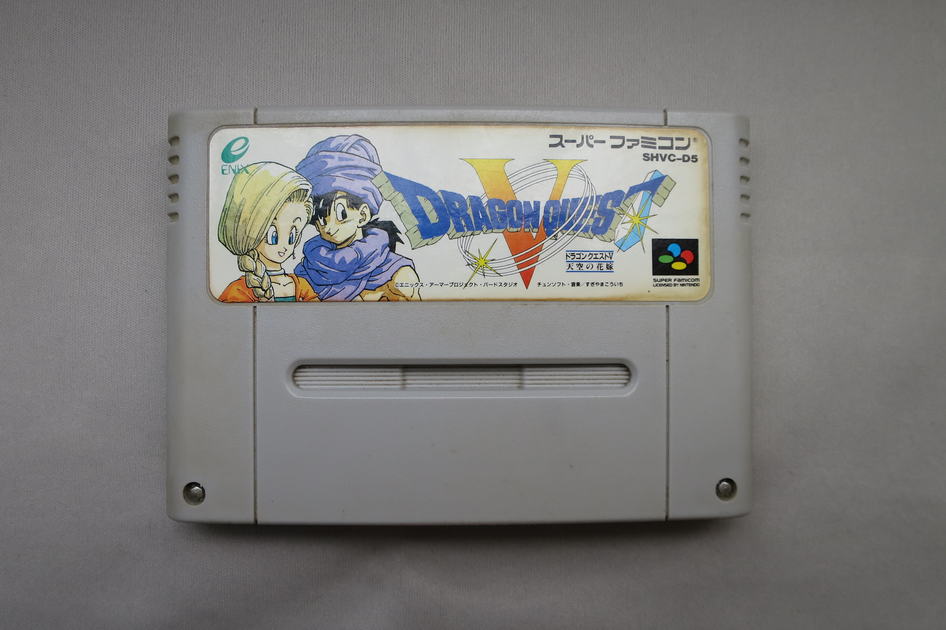 ENIX
スーパーファミコン®
SHVC-D5
DRAGON QUEST
V
ドラゴンクエストV
天空の花嫁
©エニックス・アーマープロジェクト・バードスタジオ チュンソフト・音楽/すぎやまこういち
SUPER FAMICOM
LICENSED BY NINTENDO